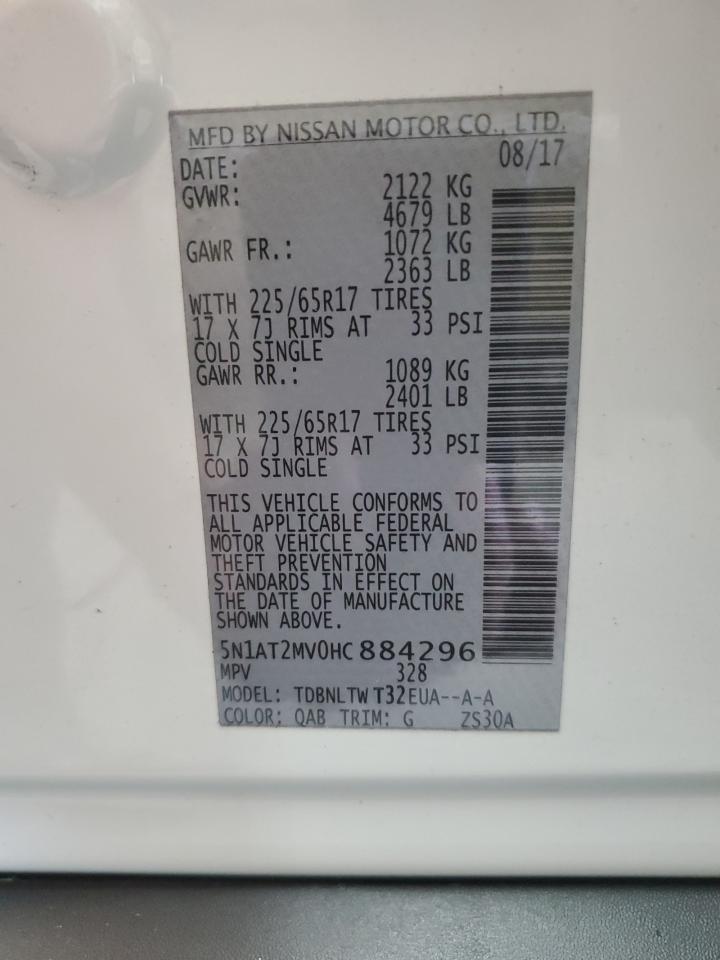 MFD BY NISSAN MOTOR CO., LTD.
DATE: 08/17
GVWR: 2122 KG
4679 LB
GAWR FR.: 1072 KG
2363 LB
WITH 225/65R17 TIRES
17 X 7J RIMS AT 33 PSI
COLD SINGLE
GAWR RR.: 1089 KG
2401 LB
WITH 225/65R17 TIRES
17 X 7J RIMS AT 33 PSI
COLD SINGLE
THIS VEHICLE CONFORMS TO
ALL APPLICABLE FEDERAL
MOTOR VEHICLE SAFETY AND
THEFT PREVENTION
STANDARDS IN EFFECT ON
THE DATE OF MANUFACTURE
SHOWN ABOVE.
5N1AT2MV0HC884296
MPV 328
MODEL: TDBNLTWT32EUA--A-A
COLOR: QAB TRIM: G ZS30A